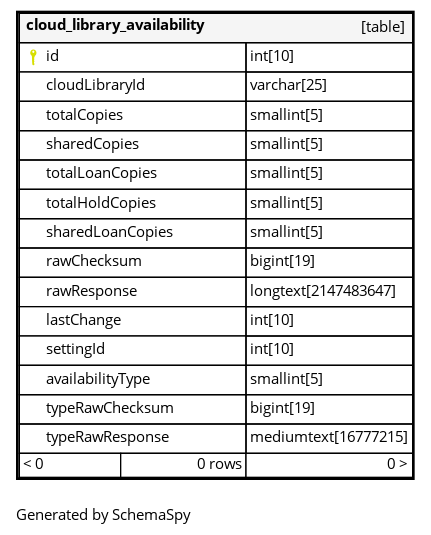 cloud_library_availability [table]
id int[10]
cloudLibraryId varchar[25]
totalCopies smallint[5]
sharedCopies smallint[5]
totalLoanCopies smallint[5]
totalHoldCopies smallint[5]
sharedLoanCopies smallint[5]
rawChecksum bigint[19]
rawResponse longtext[2147483647]
lastChange int[10]
settingId int[10]
availabilityType smallint[5]
typeRawChecksum bigint[19]
typeRawResponse mediumtext[16777215]
< 0 0 rows 0 >
Generated by SchemaSpy